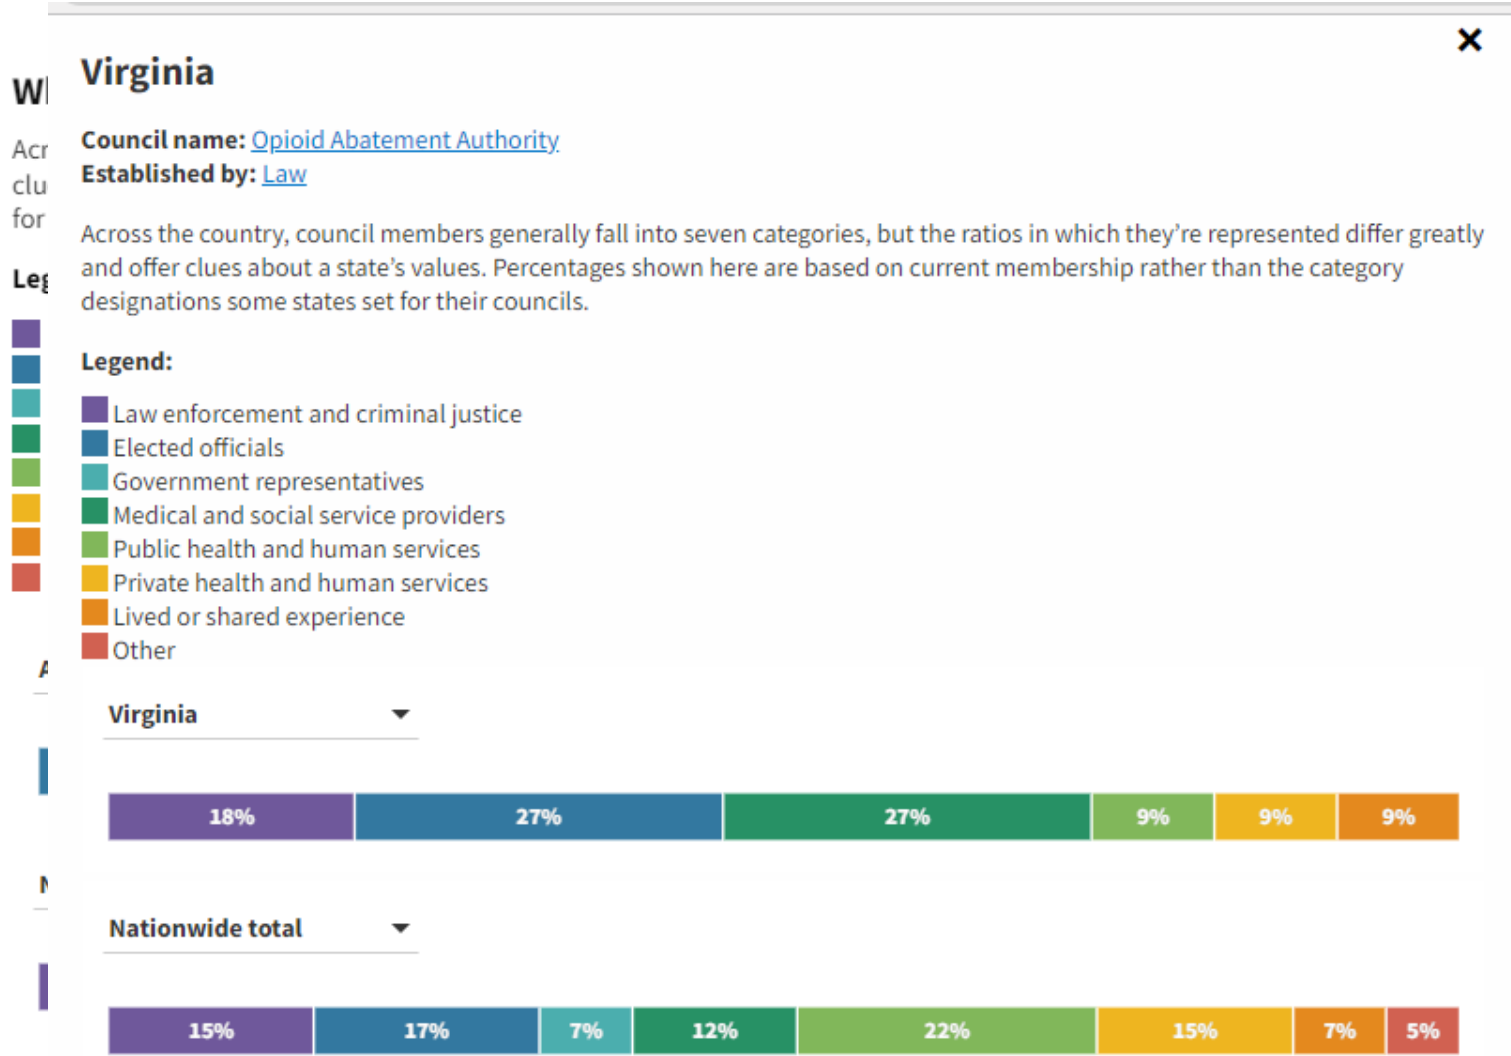 Virginia
Council name: Opioid Abatement Authority
Established by: Law
Across the country, council members generally fall into seven categories, but the ratios in which they’re represented differ greatly
and offer clues about a state’s values. Percentages shown here are based on current membership rather than the category
designations some states set for their councils.
Legend:
Law enforcement and criminal justice
Elected officials
Government representatives
Medical and social service providers
Public health and human services
Private health and human services
Lived or shared experience
Other
Virginia
18% 27% 27% 9% 9% 9%
Nationwide total
15% 17% 7% 12% 22% 15% 7% 5%